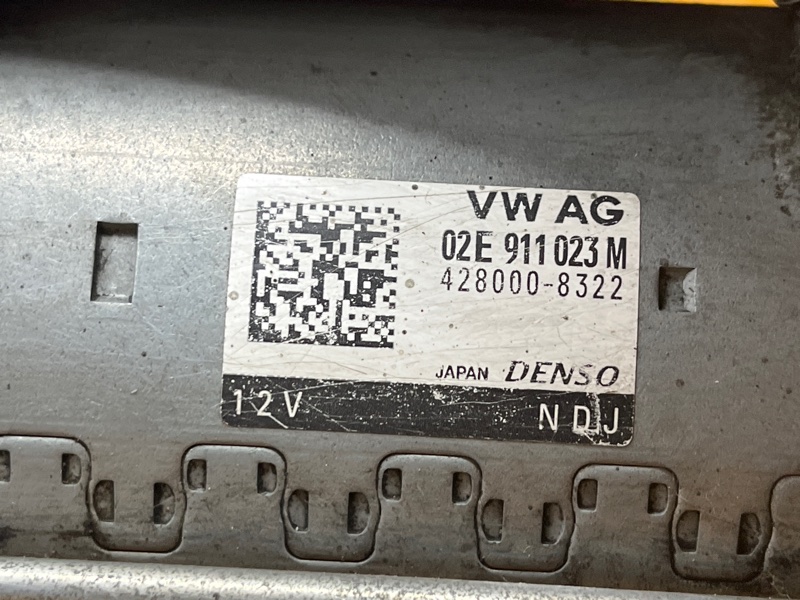 VW AG
02E 911 023 M
428000-8322
JAPAN DENSO
12V NDJ